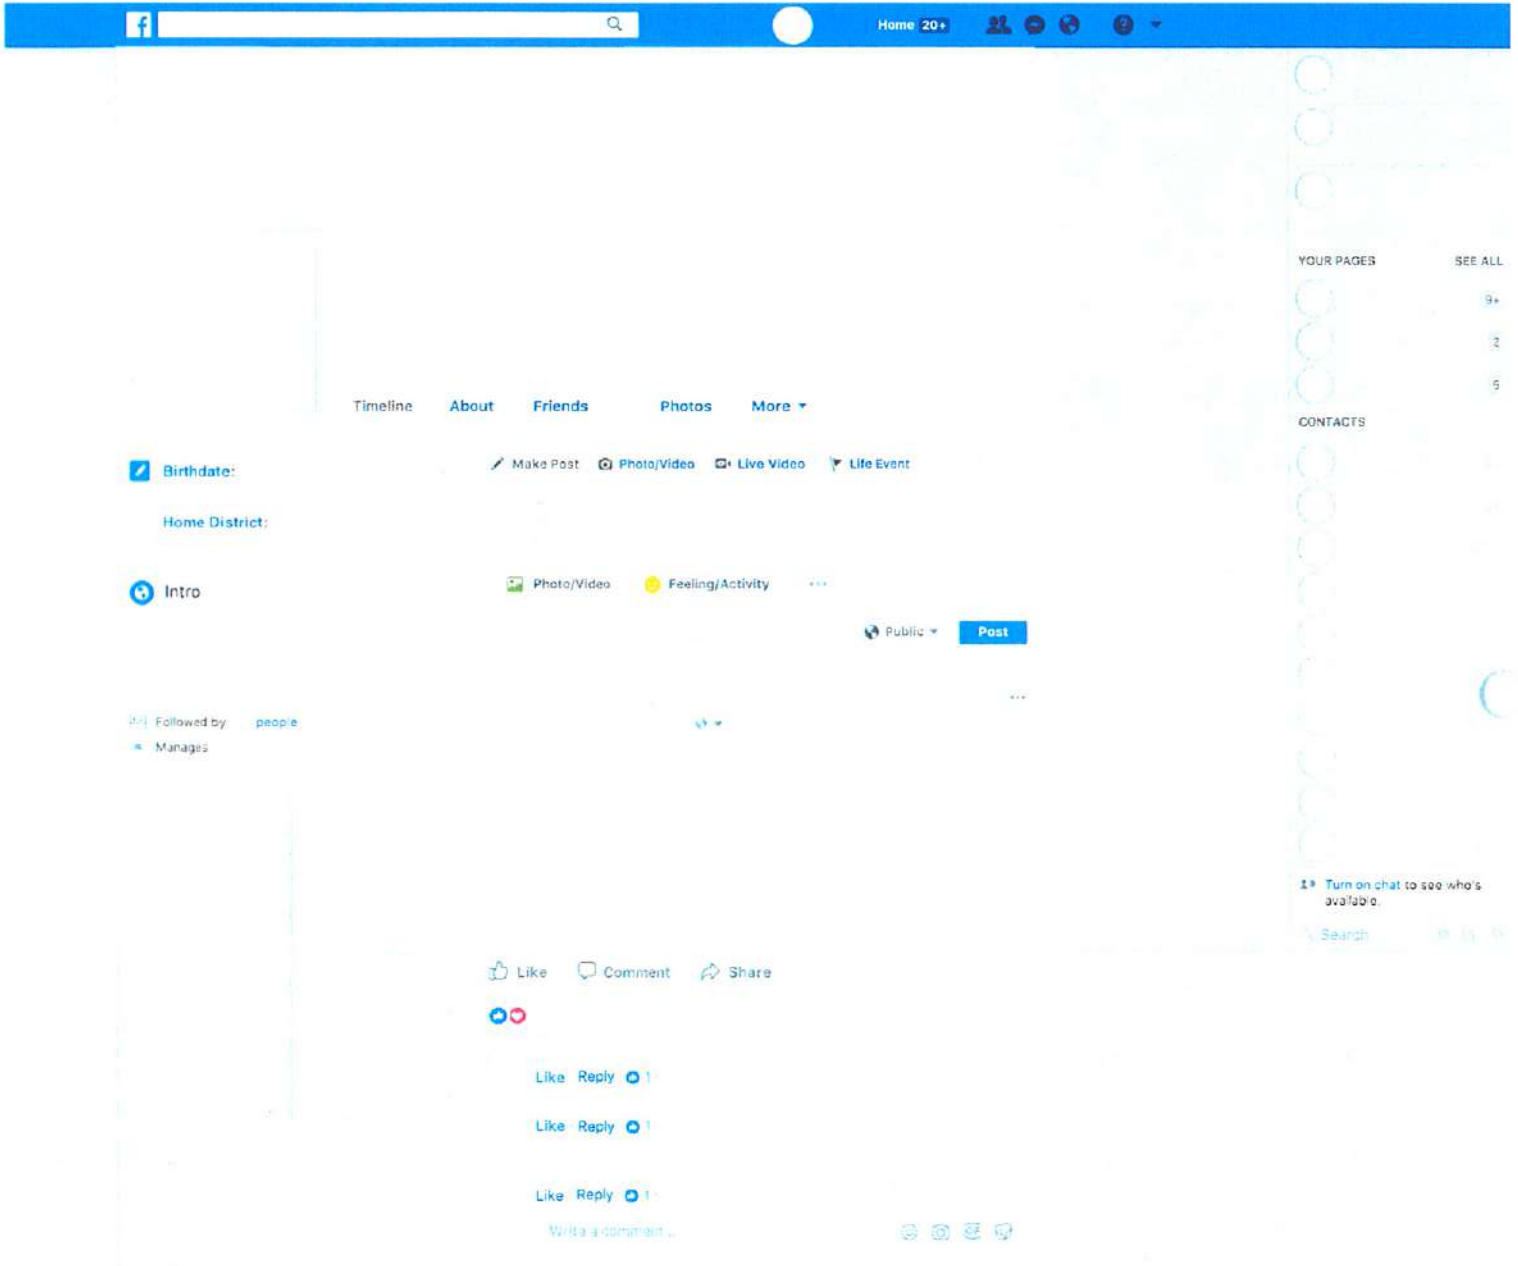 f
Home 20+
YOUR PAGES SEE ALL
9+
2
5
Timeline About Friends Photos More
CONTACTS
Birthdate:
Make Post Photo/Video Live Video Life Event
Home District:
Intro
Photo/Video Feeling/Activity ...
Public Post
...
Followed by people
Manages
Turn on chat to see who's
available.
Search
Like Comment Share
Like Reply 1
Like Reply 1
Like Reply 1
Write a comment...